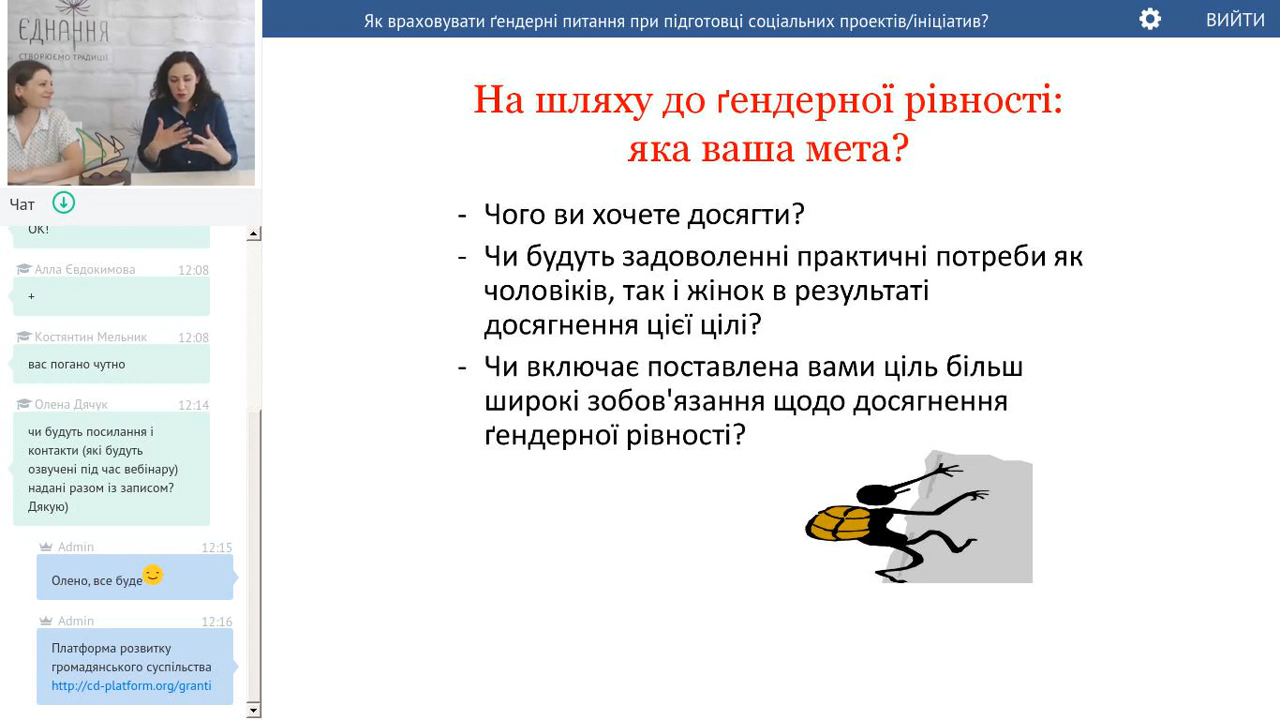 Як враховувати ґендерні питання при підготовці соціальних проектів/ініціатив?
ВИЙТИ
ЄДНАННЯ
СТВОРЮЄМО ТРАДИЦІЇ
Чат
ОК!
Алла Євдокимова 12:08
+
Костянтин Мельник 12:08
вас погано чутно
Олена Дячук 12:14
чи будуть посилання і
контакти (які будуть
озвучені під час вебінару)
надані разом із записом?
Дякую)
Admin 12:15
Олено, все буде
Admin 12:16
Платформа розвитку
громадянського суспільства
http://cd-platform.org/granti
На шляху до ґендерної рівності:
яка ваша мета?
- Чого ви хочете досягти?
- Чи будуть задоволенні практичні потреби як
чоловіків, так і жінок в результаті
досягнення цієї цілі?
- Чи включає поставлена вами ціль більш
широкі зобов'язання щодо досягнення
ґендерної рівності?